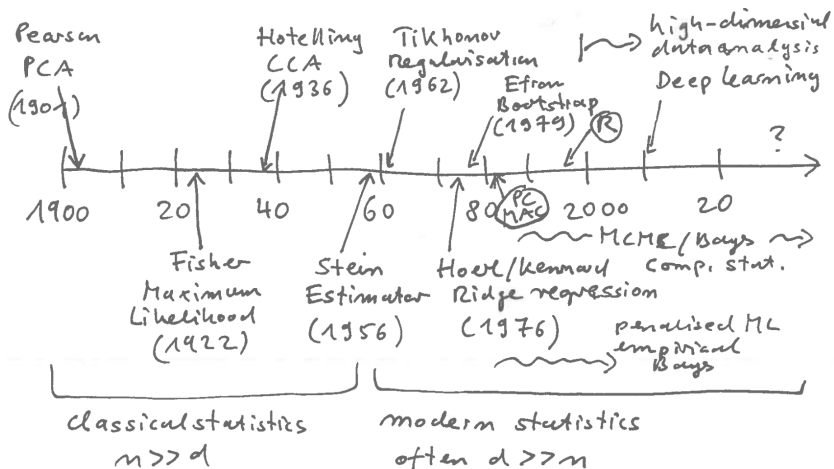 Pearson
PCA
(1901)
Hotelling
CCA
(1936)
Tikhonov
Regularisation
(1962)
Efron
Bootstrap
(1979)
R
high-dimensional
data analysis
Deep learning
?
1900 20 40 60 80 2000 20
PC
MAC
Fisher
Maximum
Likelihood
(1922)
Stein
Estimator
(1956)
Hoerl/Kennard
Ridge regression
(1976)
MCMC/Bays
Comp. stat.
penalised ML
empirical
Bays
classical statistics
n>>d
modern statistics
often d>>n